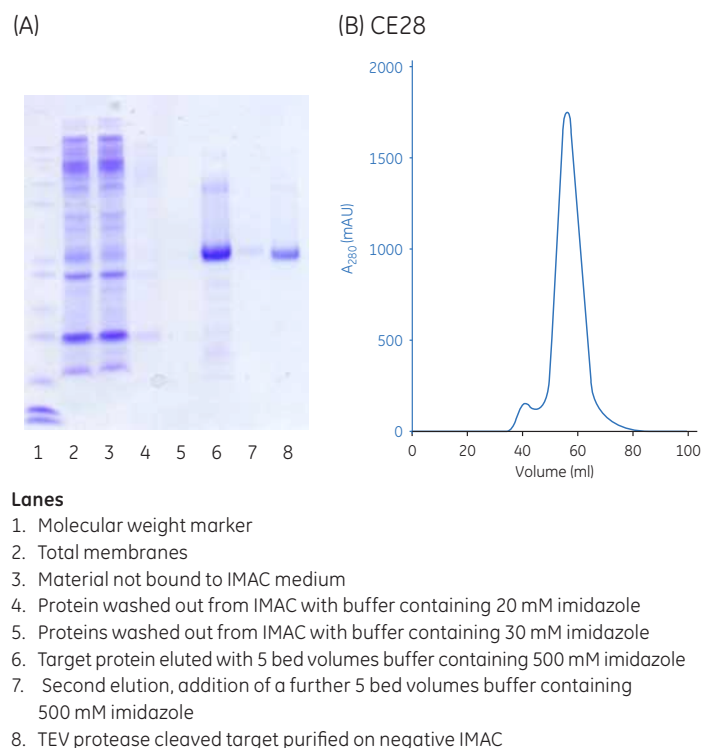 (A)
(B) CE28
2000
1500
1000
500
0
A280 (mAU)
0 20 40 60 80 100
Volume (ml)
1 2 3 4 5 6 7 8
Lanes
1. Molecular weight marker
2. Total membranes
3. Material not bound to IMAC medium
4. Protein washed out from IMAC with buffer containing 20 mM imidazole
5. Proteins washed out from IMAC with buffer containing 30 mM imidazole
6. Target protein eluted with 5 bed volumes buffer containing 500 mM imidazole
7. Second elution, addition of a further 5 bed volumes buffer containing
500 mM imidazole
8. TEV protease cleaved target purified on negative IMAC